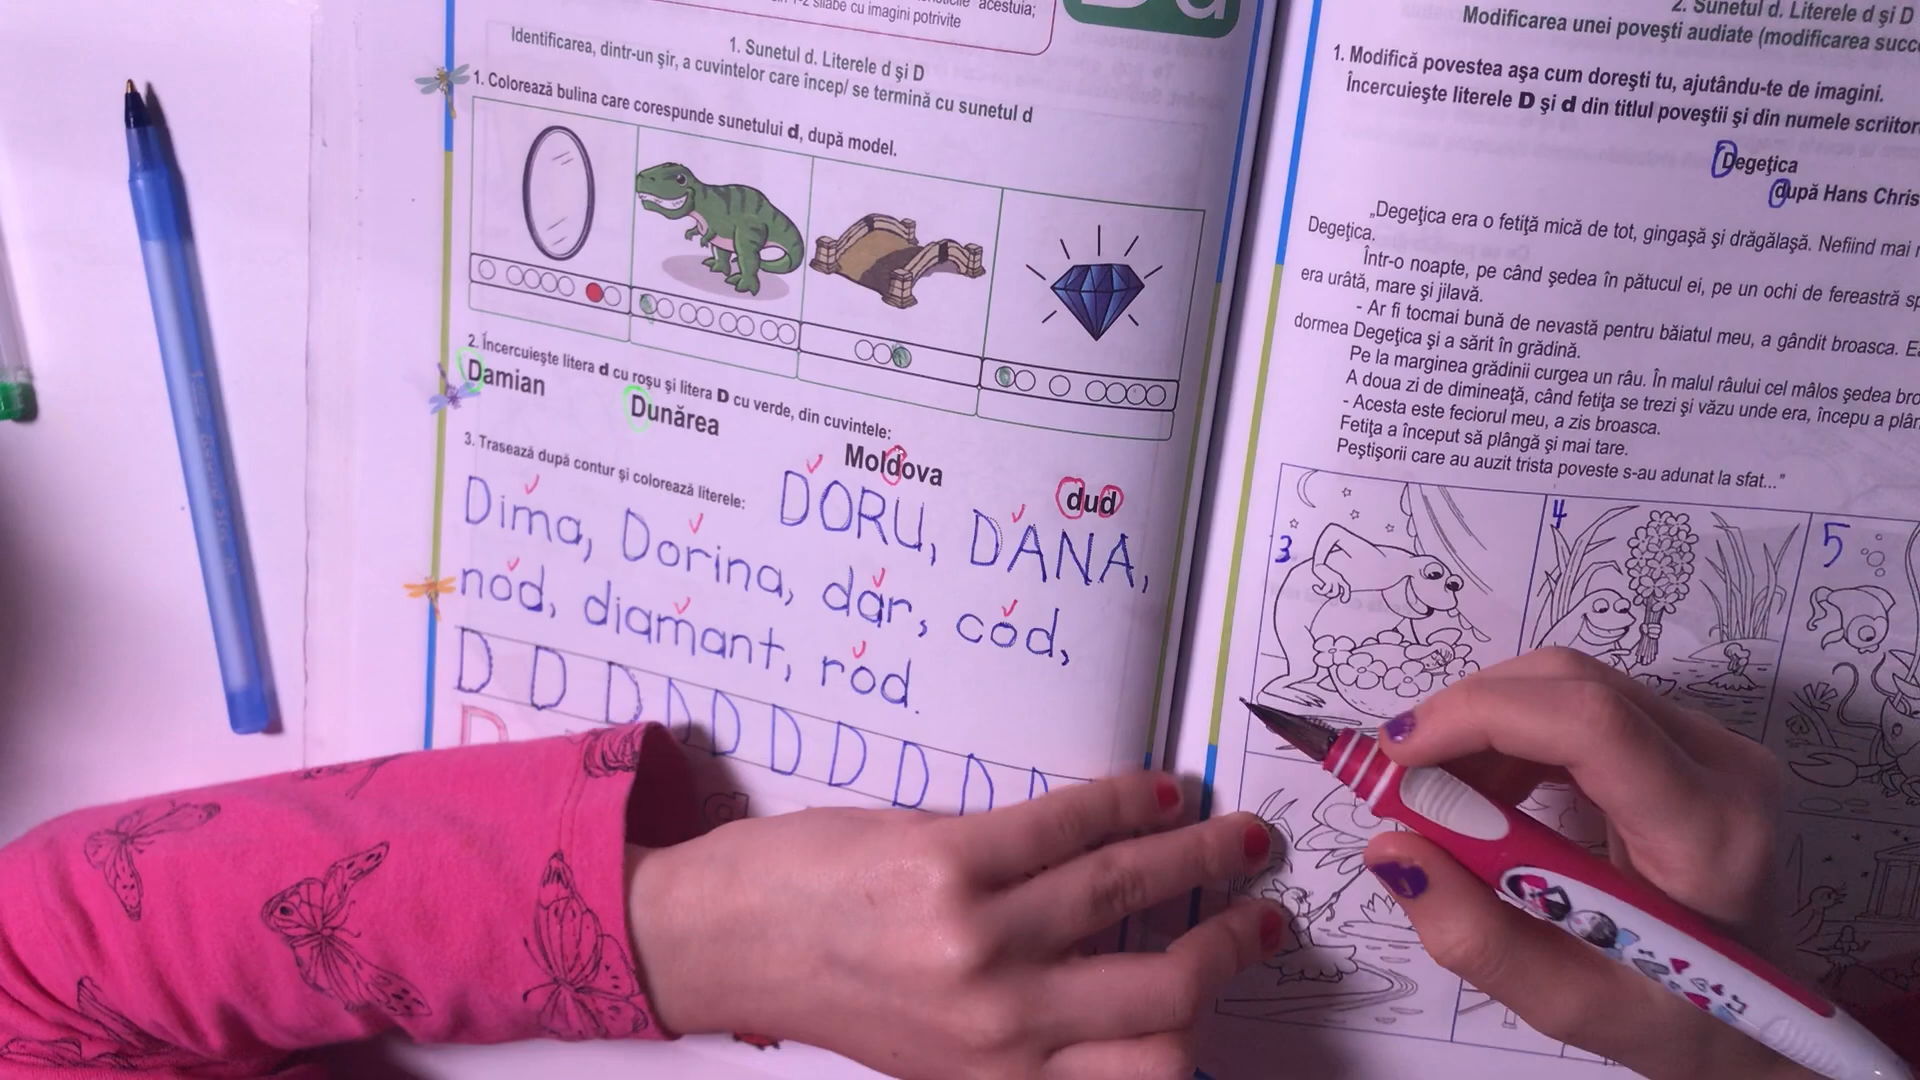 silabe cu imagini potrivite
acestuia;
1. Sunetul d. Literele d şi D
Identificarea, dintr-un şir, a cuvintelor care încep/ se termină cu sunetul d
1. Colorează bulina care corespunde sunetului d, după model.
2. Încercuieşte litera d cu roşu şi litera D cu verde, din cuvintele:
Damian
Dunărea
Moldova
dud
3. Trasează după contur şi colorează literele:
Dima, Dorina, DORU, DANA,
nod, diamant, dar, cod,
rod.
D D D D D D D D D D
D
2. Sunetul d. Literele d şi D
Modificarea unei poveşti audiate (modificarea
1. Modifică povestea aşa cum doreşti tu, ajutându-te de imagini.
Încercuieşte literele D şi d din titlul poveştii şi din numele
Degeţica
după Hans
„Degeţica era o fetiţă mică de tot, gingaşă şi drăgălaşă. Nefiind mai
Degeţica.
Într-o noapte, pe când şedea în pătucul ei, pe un ochi de fereastră
era urâtă, mare şi jilavă.
- Ar fi tocmai bună de nevastă pentru băiatul meu, a gândit broasca.
dormea Degeţica şi a sărit în grădină.
Pe la marginea grădinii curgea un râu. În malul râului cel mâlos şedea
A doua zi de dimineaţă, când fetiţa se trezi şi văzu unde era, începu a
- Acesta este feciorul meu, a zis broasca.
Fetiţa a început să plângă şi mai tare.
Peştişorii care au auzit trista poveste s-au adunat la sfat..."
3
4
5